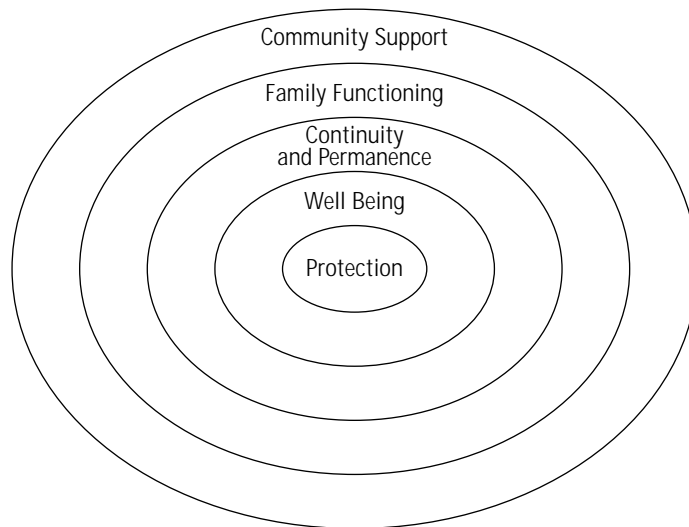 Community Support
Family Functioning
Continuity
and Permanence
Well Being
Protection